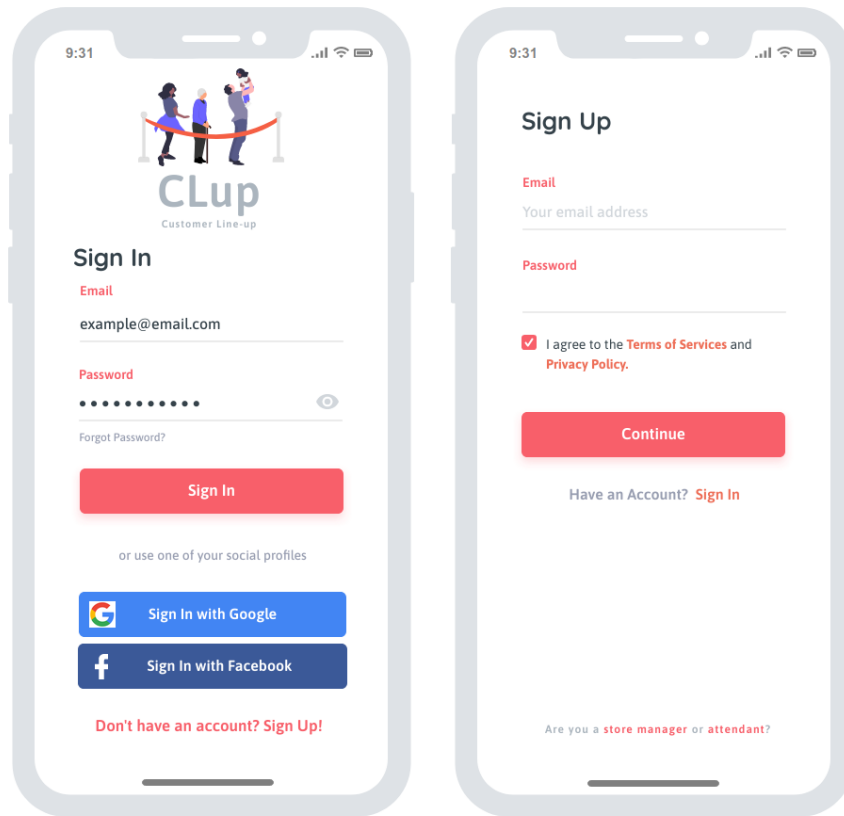 9:31
CLup
Customer Line-up
Sign In
Email
example@email.com
Password
Forgot Password?
Sign In
or use one of your social profiles
Sign In with Google
Sign In with Facebook
Don't have an account? Sign Up!
9:31
Sign Up
Email
Your email address
Password
I agree to the Terms of Services and
Privacy Policy.
Continue
Have an Account? Sign In
Are you a store manager or attendant?